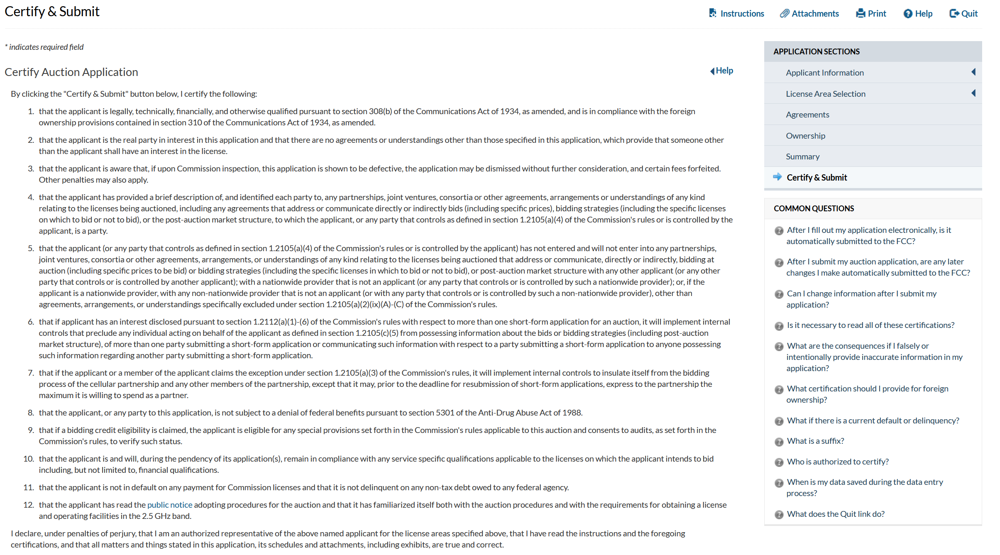 Certify & Submit
Instructions
Attachments
Print
Help
Quit
* indicates required field
Certify Auction Application
Help
By clicking the "Certify & Submit" button below, I certify the following:
1. that the applicant is legally, technically, financially, and otherwise qualified pursuant to section 308(b) of the Communications Act of 1934, as amended, and is in compliance with the foreign
ownership provisions contained in section 310 of the Communications Act of 1934, as amended.
2. that the applicant is the real party in interest in this application and that there are no agreements or understandings other than those specified in this application, which provide that someone other
than the applicant shall have an interest in the license.
3. that the applicant is aware that, if upon Commission inspection, this application is shown to be defective, the application may be dismissed without further consideration, and certain fees forfeited.
Other penalties may also apply.
4. that the applicant has provided a brief description of, and identified each party to, any partnerships, joint ventures, consortia or other agreements, arrangements or understandings of any kind
relating to the licenses being auctioned, including any agreements that address or communicate directly or indirectly bids (including specific prices), bidding strategies (including the specific licenses
on which to bid or not to bid), or the post-auction market structure, to which the applicant, or any party that controls as defined in section 1.2105(a)(4) of the Commission's rules or is controlled by the
applicant, is a party.
5. that the applicant (or any party that controls as defined in section 1.2105(a)(4) of the Commission's rules or is controlled by the applicant) has not entered and will not enter into any partnerships,
joint ventures, consortia or other agreements, arrangements, or understandings of any kind relating to the licenses being auctioned that address or communicate, directly or indirectly, bidding at
auction (including specific prices to be bid) or bidding strategies (including the specific licenses in which to bid or not to bid), or post-auction market structure with any other applicant (or any other
party that controls or is controlled by another applicant); with a nationwide provider that is not an applicant (or any party that controls or is controlled by such a nationwide provider); or, if the
applicant is a nationwide provider, with any non-nationwide provider that is not an applicant (or with any party that controls or is controlled by such a non-nationwide provider), other than
agreements, arrangements, or understandings specifically excluded under section 1.2105(a)(2)(ix)(A)-(C) of the Commission's rules.
6. that if applicant has an interest disclosed pursuant to section 1.2112(a)(1)-(6) of the Commission's rules with respect to more than one short-form application for an auction, it will implement internal
controls that preclude any individual acting on behalf of the applicant as defined in section 1.2105(c)(5) from possessing information about the bids or bidding strategies (including post-auction
market structure), of more than one party submitting a short-form application or communicating such information with respect to a party submitting a short-form application to anyone possessing
such information regarding another party submitting a short-form application.
7. that if the applicant or a member of the applicant claims the exception under section 1.2105(a)(3) of the Commission's rules, it will implement internal controls to insulate itself from the bidding
process of the cellular partnership and any other members of the partnership, except that it may, prior to the deadline for resubmission of short-form applications, express to the partnership the
maximum it is willing to spend as a partner.
8. that the applicant, or any party to this application, is not subject to a denial of federal benefits pursuant to section 5301 of the Anti-Drug Abuse Act of 1988.
9. that if a bidding credit eligibility is claimed, the applicant is eligible for any special provisions set forth in the Commission's rules applicable to this auction and consents to audits, as set forth in the
Commission's rules, to verify such status.
10. that the applicant is and will, during the pendency of its application(s), remain in compliance with any service specific qualifications applicable to the licenses on which the applicant intends to bid
including, but not limited to, financial qualifications.
11. that the applicant is not in default on any payment for Commission licenses and that it is not delinquent on any non-tax debt owed to any federal agency.
12. that the applicant has read the public notice adopting procedures for the auction and that it has familiarized itself both with the auction procedures and with the requirements for obtaining a license
and operating facilities in the 2.5 GHz band.
I declare, under penalties of perjury, that I am an authorized representative of the above named applicant for the license areas specified above, that I have read the instructions and the foregoing
certifications, and that all matters and things stated in this application, its schedules and attachments, including exhibits, are true and correct.
APPLICATION SECTIONS
Applicant Information
License Area Selection
Agreements
Ownership
Summary
Certify & Submit
COMMON QUESTIONS
After I fill out my application electronically, is it
automatically submitted to the FCC?
After I submit my auction application, are any later
changes I make automatically submitted to the FCC?
Can I change information after I submit my
application?
Is it necessary to read all of these certifications?
What are the consequences if I falsely or
intentionally provide inaccurate information in my
application?
What certification should I provide for foreign
ownership?
What if there is a current default or delinquency?
What is a suffix?
Who is authorized to certify?
When is my data saved during the data entry
process?
What does the Quit link do?